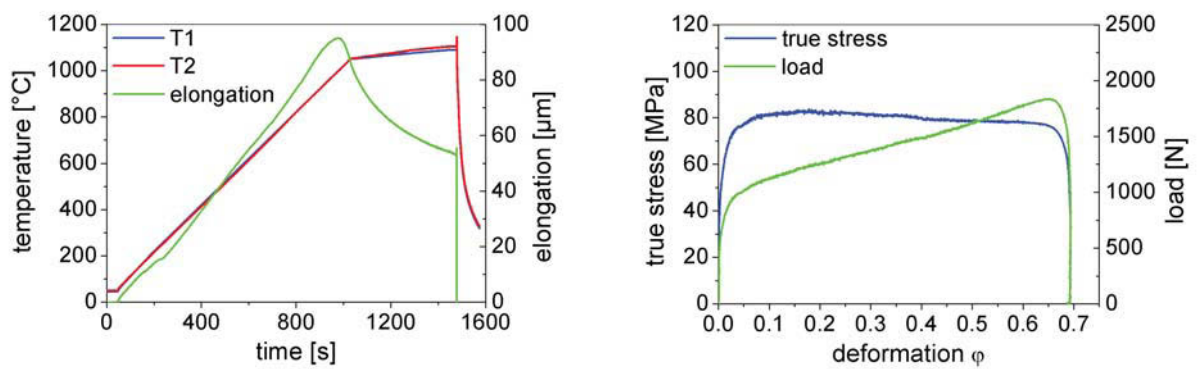 1200
1000
800
600
400
200
0
temperature [°C]
T1
T2
elongation
100
80
60
40
20
0
elongation [µm]
0 400 800 1200 1600
time [s]
120
100
80
60
40
20
0
true stress [MPa]
true stress
load
2500
2000
1500
1000
500
0
load [N]
0.0 0.1 0.2 0.3 0.4 0.5 0.6 0.7
deformation φ